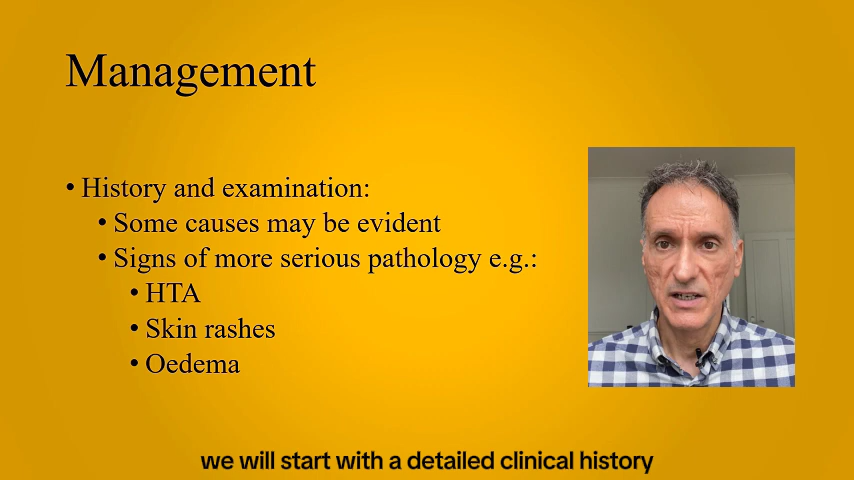 Management
• History and examination:
• Some causes may be evident
• Signs of more serious pathology e.g.:
• HTA
• Skin rashes
• Oedema
we will start with a detailed clinical history